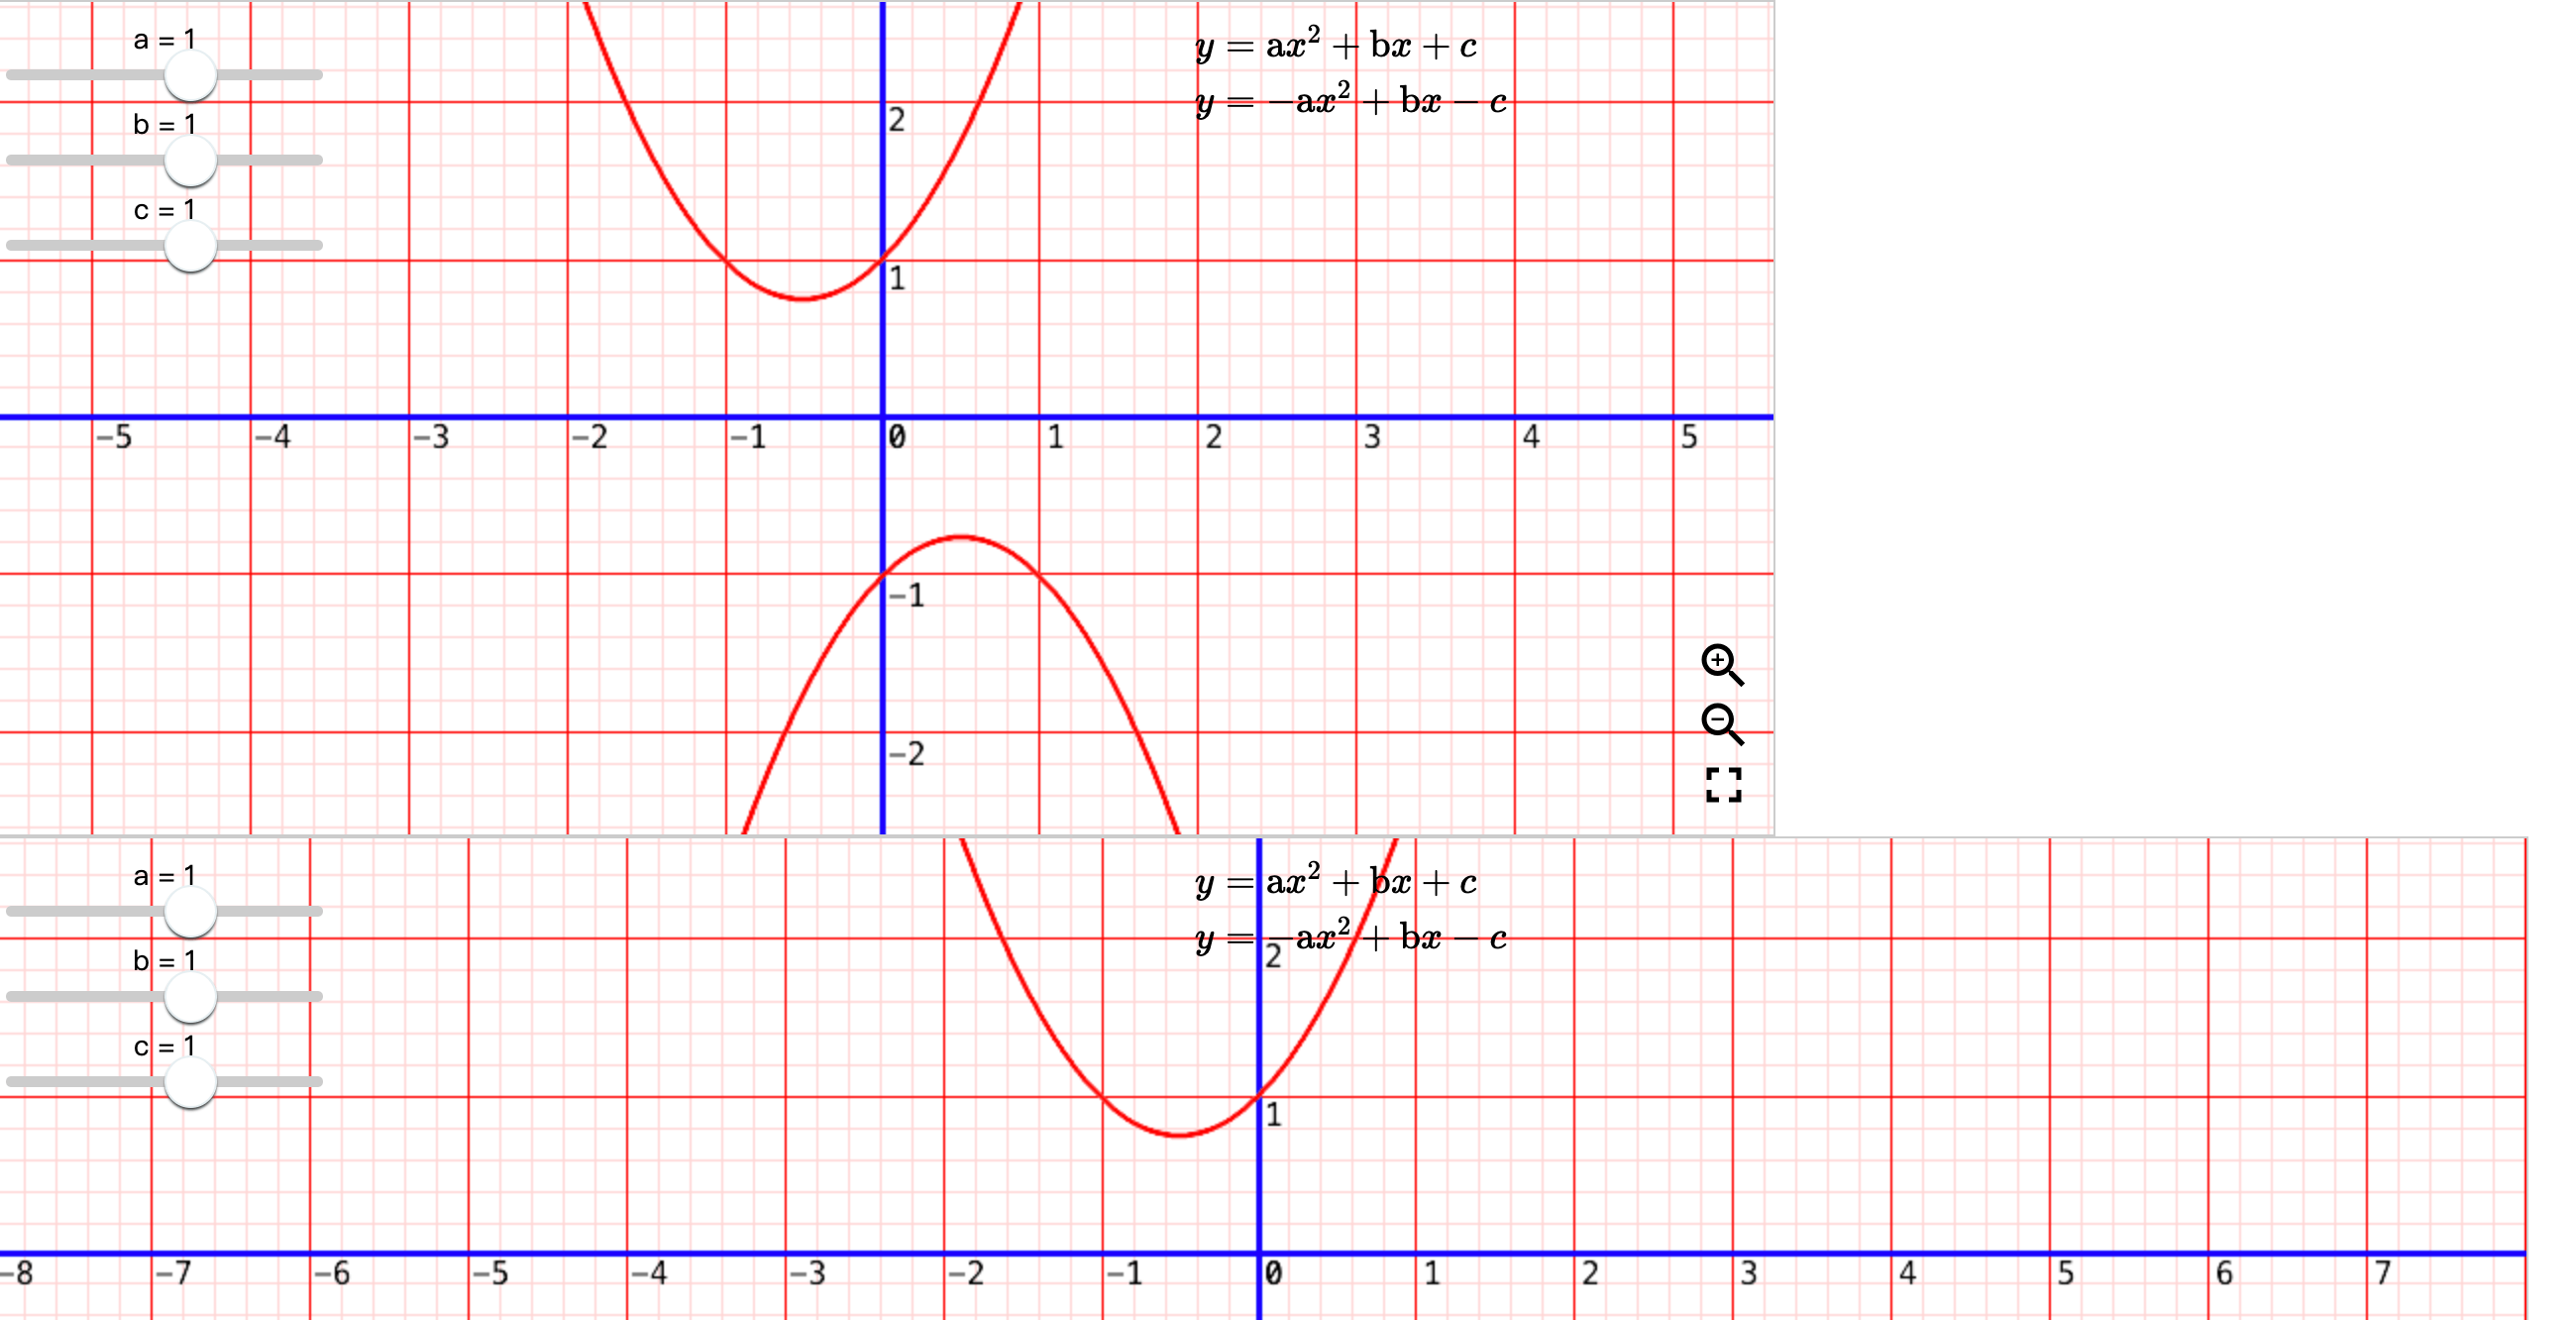 a = 1
y = ax² + bx + c
y = −ax² + bx − c
2
b = 1
c = 1
1
−5 −4 −3 −2 −1 0 1 2 3 4 5
−1
−2
a = 1
y = ax² + bx + c
y = −ax² + bx − c
2
b = 1
c = 1
1
−8 −7 −6 −5 −4 −3 −2 −1 0 1 2 3 4 5 6 7